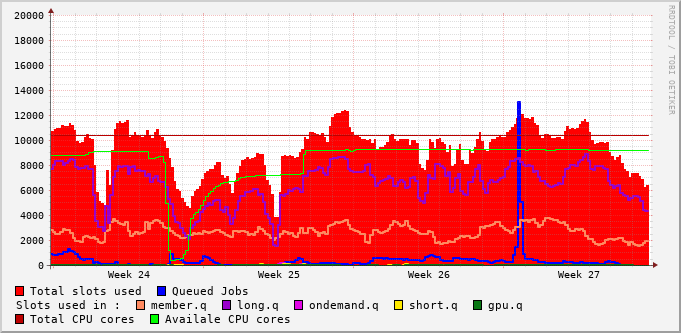 20000
18000
16000
14000
12000
10000
8000
6000
4000
2000
0
Week 24 Week 25 Week 26 Week 27
Total slots used Queued Jobs
Slots used in : member.q long.q ondemand.q short.q gpu.q
Total CPU cores Availale CPU cores
RRDTOOL / TOBI OETIKER